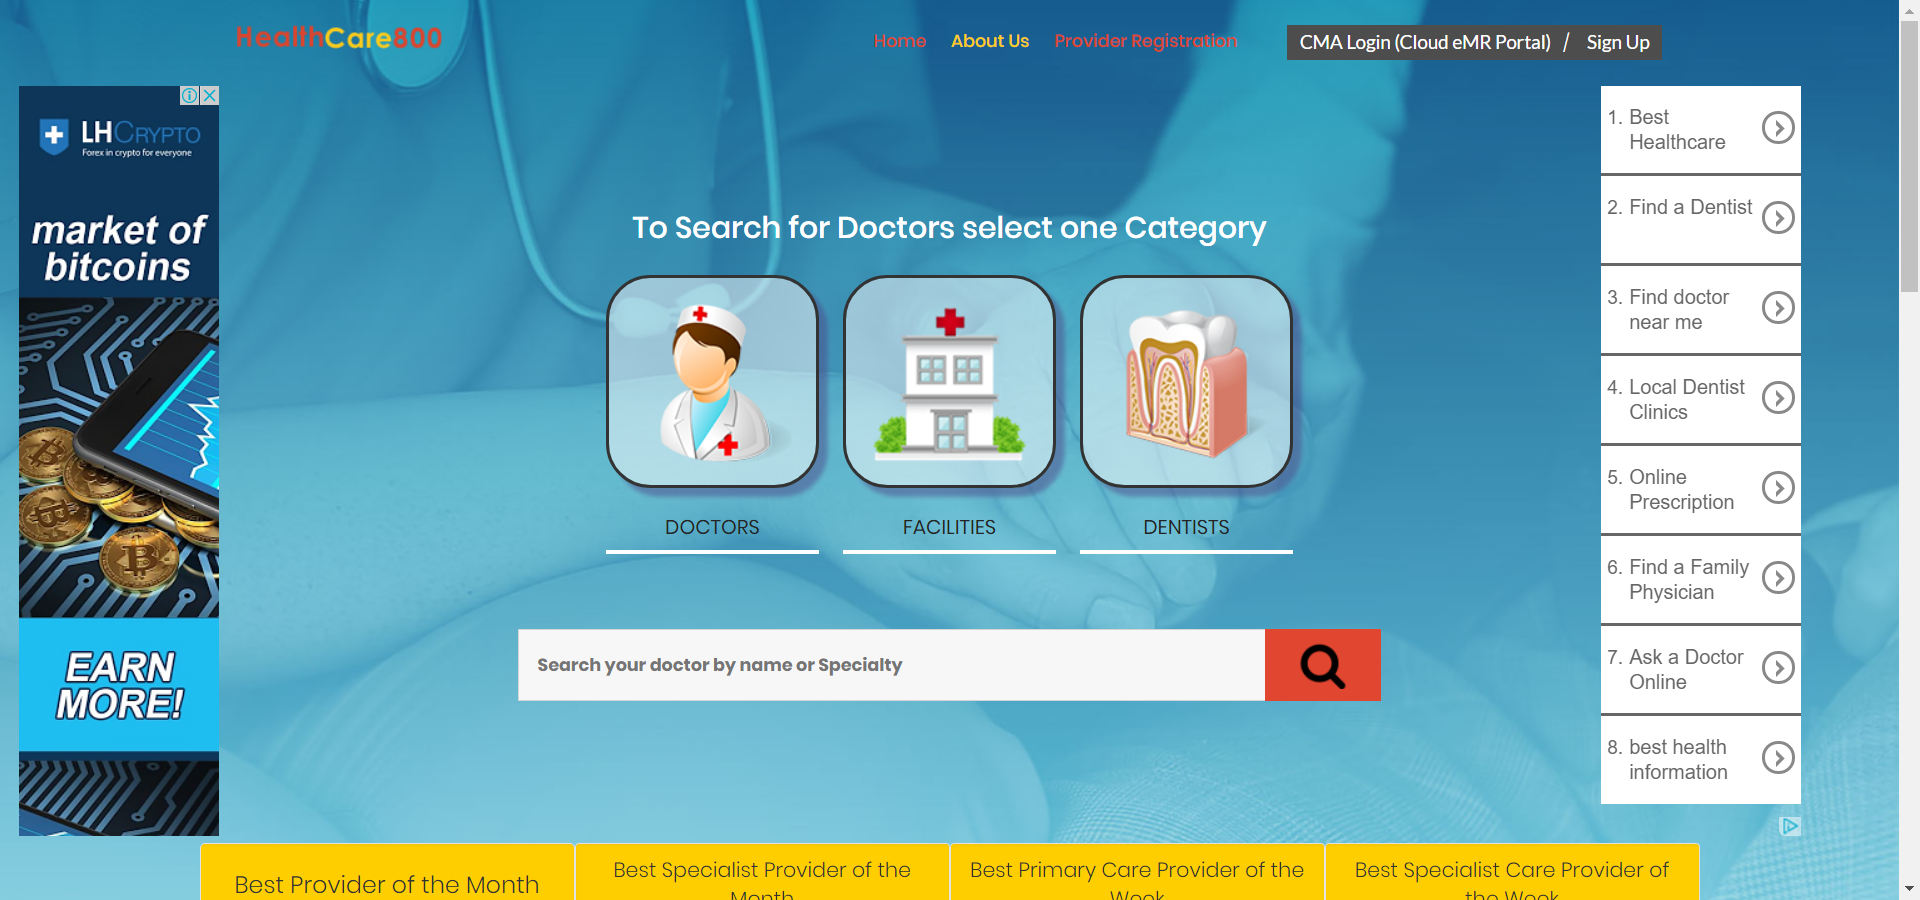 HealthCare800
Home
About Us
Provider Registration
CMA Login (Cloud eMR Portal) / Sign Up
LHCRYPTO
Forex in crypto for everyone
market of
bitcoins
EARN
MORE!
To Search for Doctors select one Category
DOCTORS
FACILITIES
DENTISTS
Search your doctor by name or Specialty
1. Best
Healthcare
2. Find a Dentist
3. Find doctor
near me
4. Local Dentist
Clinics
5. Online
Prescription
6. Find a Family
Physician
7. Ask a Doctor
Online
8. best health
information
Best Provider of the Month
Best Specialist Provider of the
Month
Best Primary Care Provider of the
Week
Best Specialist Care Provider of
the Week